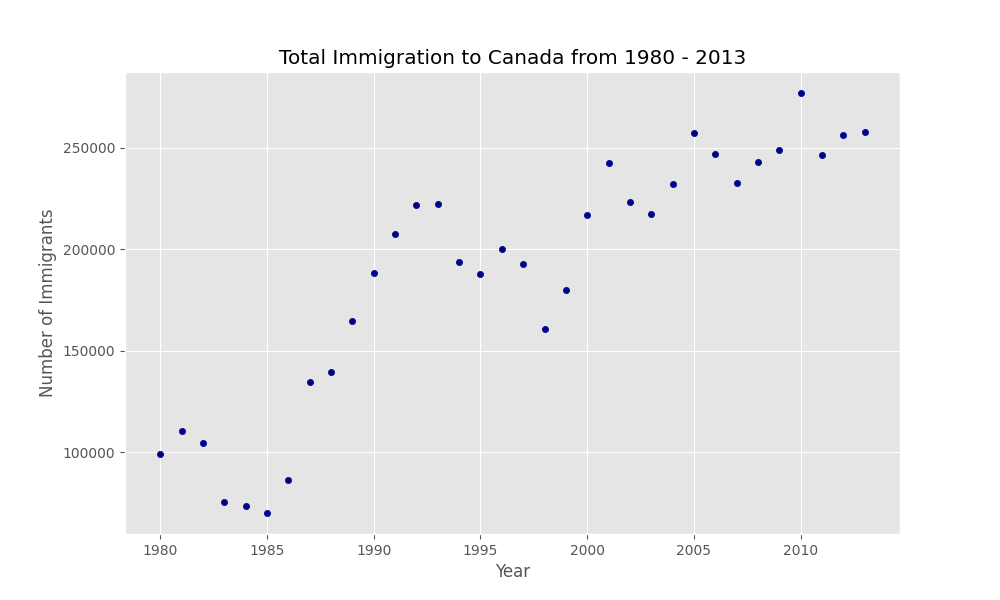 Total Immigration to Canada from 1980 - 2013
Number of Immigrants
250000
200000
150000
100000
1980 1985 1990 1995 2000 2005 2010
Year